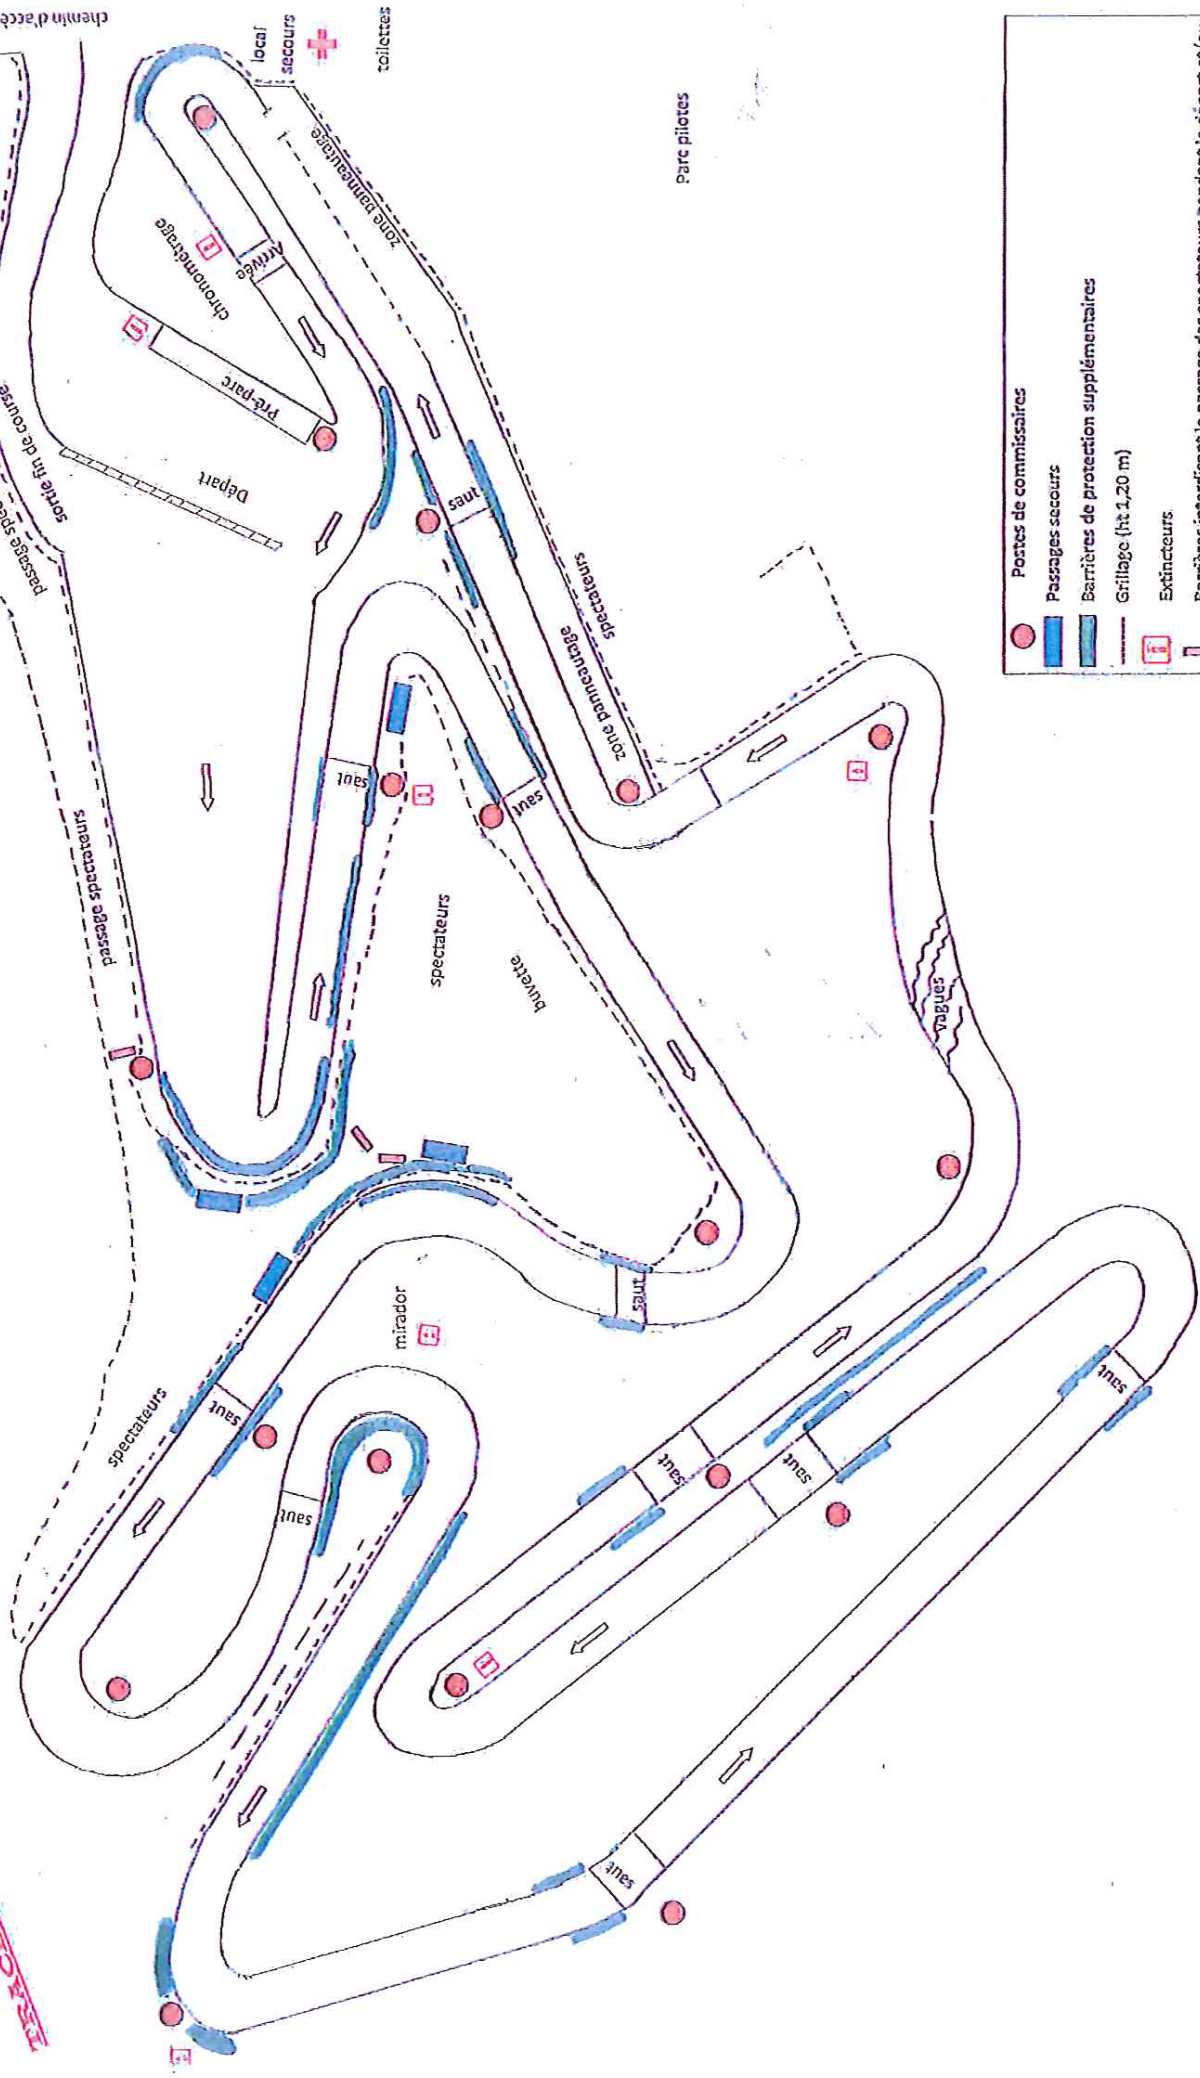 chemin d'accè
local
secours
toilettes
zone panneautage
Parc pilotes
chronométrage
Arrivée
Pré-parc
Départ
sortie fin de course
passage spec
saut
zone panneautage
spectateurs
passage spectateurs
saut
saut
spectateurs
buvette
vagues
saut
mirador
spectateurs
saut
saut
saut
saut
saut
saut
Postes de commissaires
Passages secours
Barrières de protection supplémentaires
Grillage (ht 1,20 m)
Extincteurs